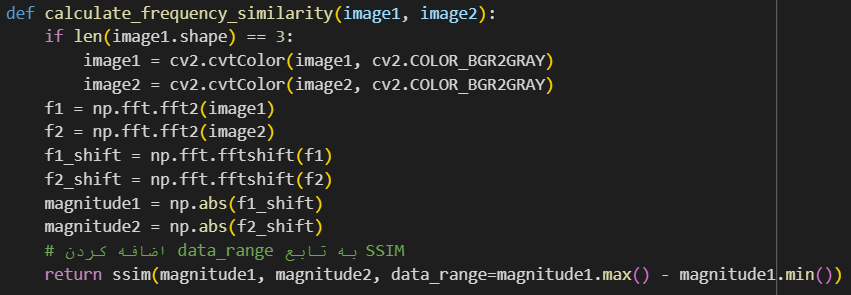 def calculate_frequency_similarity(image1, image2):
    if len(image1.shape) == 3:
        image1 = cv2.cvtColor(image1, cv2.COLOR_BGR2GRAY)
        image2 = cv2.cvtColor(image2, cv2.COLOR_BGR2GRAY)
    f1 = np.fft.fft2(image1)
    f2 = np.fft.fft2(image2)
    f1_shift = np.fft.fftshift(f1)
    f2_shift = np.fft.fftshift(f2)
    magnitude1 = np.abs(f1_shift)
    magnitude2 = np.abs(f2_shift)
    # اضافه کردن data_range به تابع SSIM
    return ssim(magnitude1, magnitude2, data_range=magnitude1.max() - magnitude1.min())